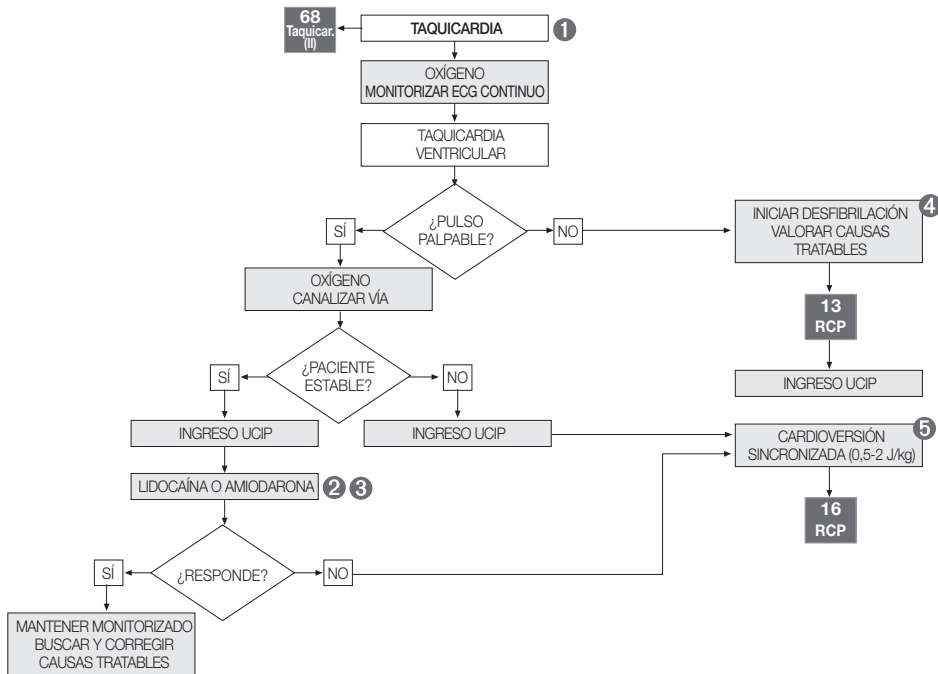 68
Taquicar.
(II)
TAQUICARDIA
1
OXÍGENO
MONITORIZAR ECG CONTINUO
TAQUICARDIA
VENTRICULAR
¿PULSO
PALPABLE?
SÍ
NO
INICIAR DESFIBRILACIÓN
VALORAR CAUSAS
TRATABLES
4
OXÍGENO
CANALIZAR VÍA
13
RCP
¿PACIENTE
ESTABLE?
SÍ
NO
INGRESO UCIP
INGRESO UCIP
INGRESO UCIP
CARDIOVERSIÓN
SINCRONIZADA (0,5-2 J/kg)
5
LIDOCAÍNA O AMIODARONA
2 3
16
RCP
¿RESPONDE?
SÍ
NO
MANTENER MONITORIZADO
BUSCAR Y CORREGIR
CAUSAS TRATABLES